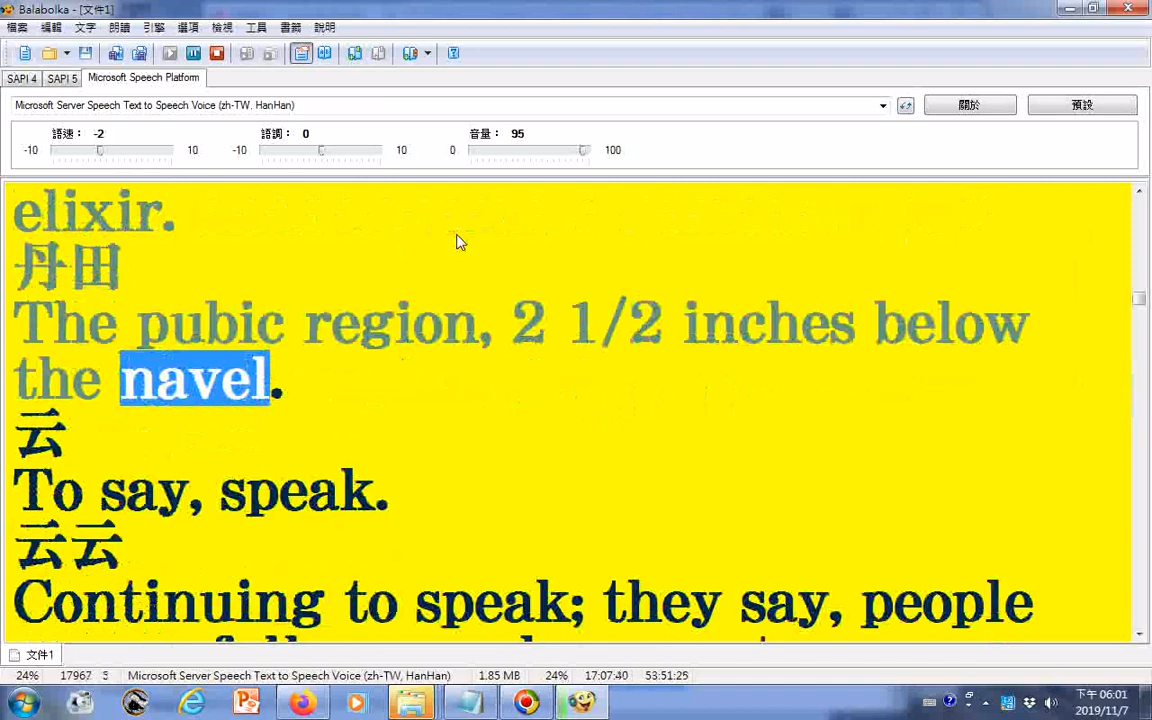 Balabolka - [文件1]
檔案 編輯 文字 朗讀 引擎 選項 檢視 工具 書籤 說明
SAPI 4 SAPI 5 Microsoft Speech Platform
Microsoft Server Speech Text to Speech Voice (zh-TW, HanHan) 關於 預設
語速： -2 語調： 0 音量： 95
-10 10 -10 10 0 100
elixir.
丹田
The pubic region, 2 1/2 inches below
the navel.
云
To say, speak.
云云
Continuing to speak; they say, people
文件1
24% 17967 Microsoft Server Speech Text to Speech Voice (zh-TW, HanHan) 1.85 MB 24% 17:07:40 53:51:25
下午 06:01
2019/11/7